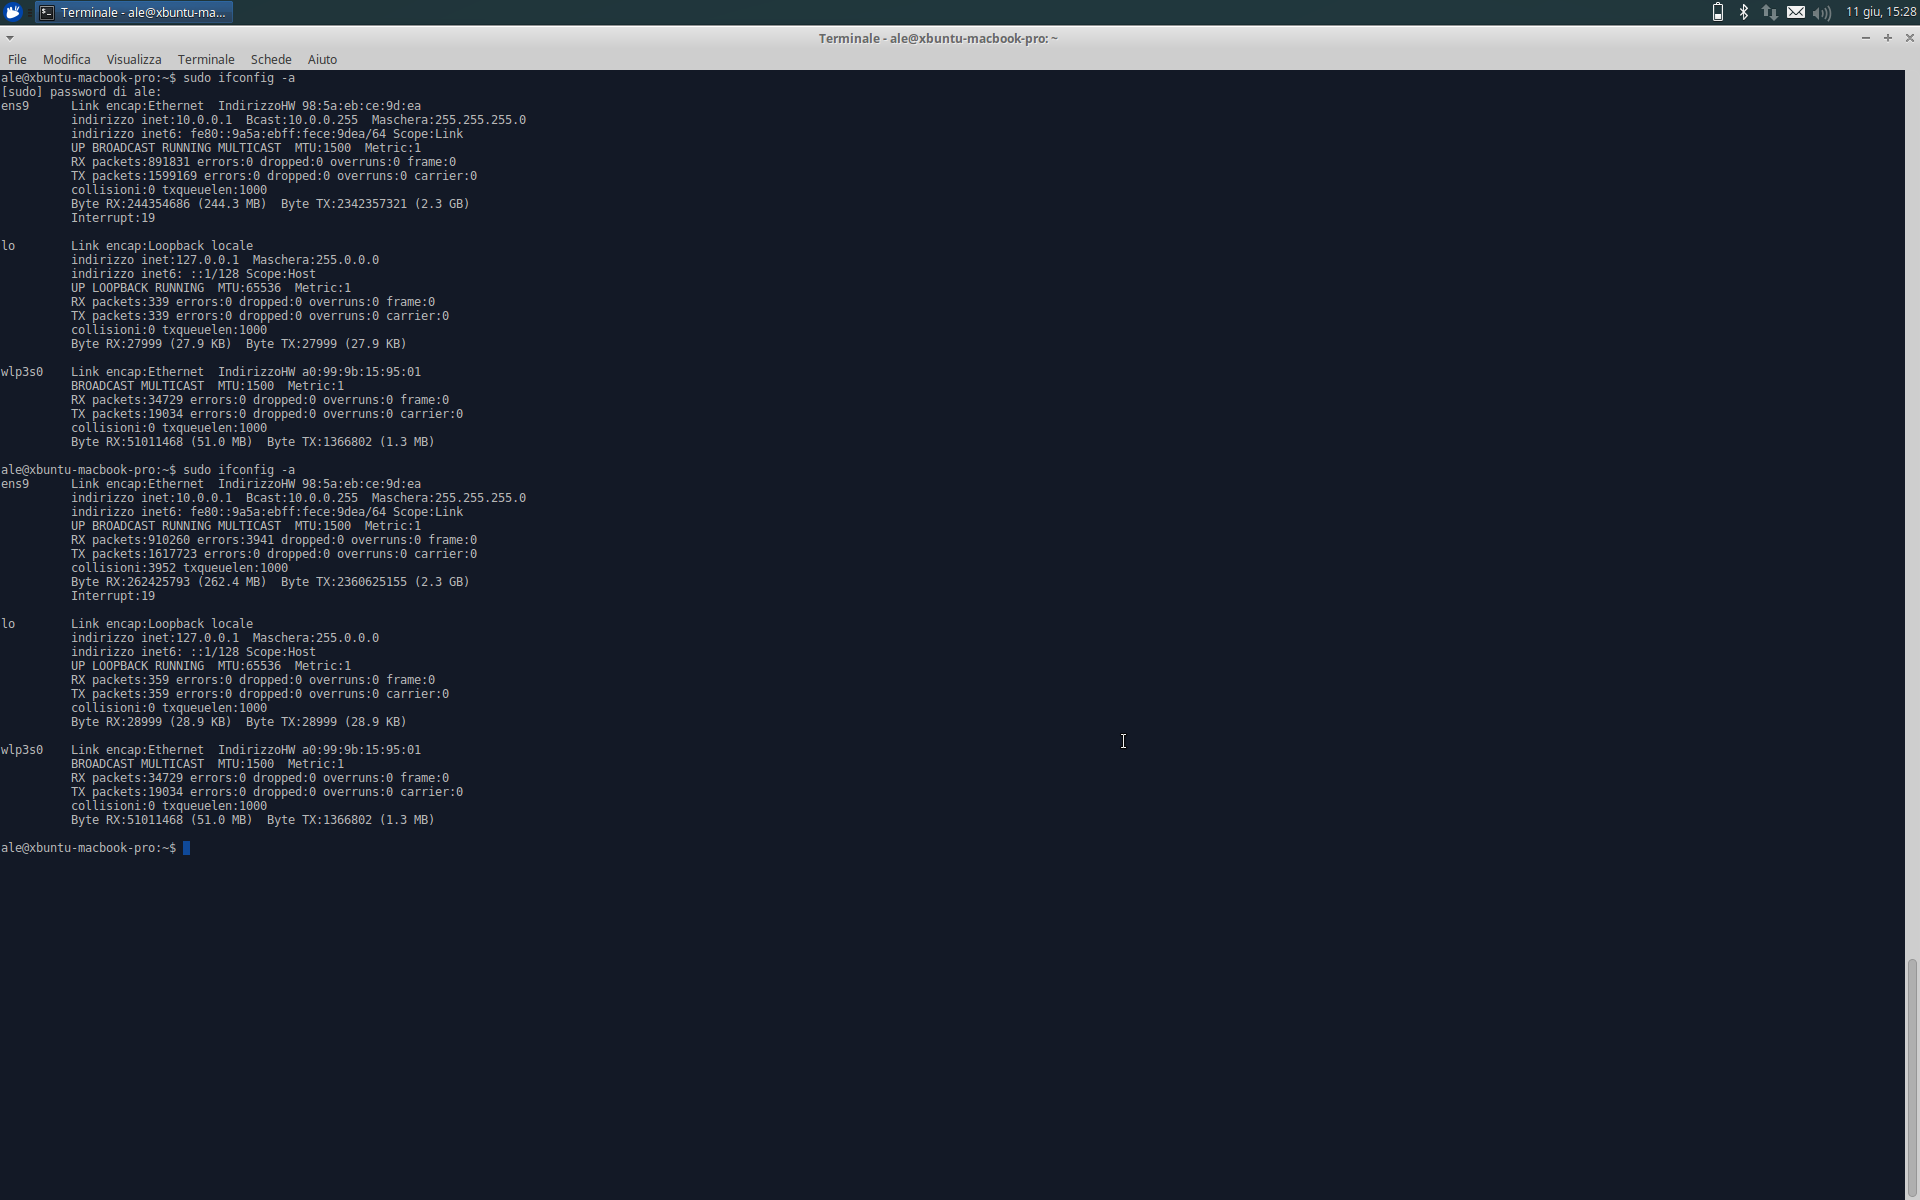 Terminale - ale@xbuntu-ma...
11 giu, 15:28
Terminale - ale@xbuntu-macbook-pro: ~
File Modifica Visualizza Terminale Schede Aiuto
ale@xbuntu-macbook-pro:~$ sudo ifconfig -a
[sudo] password di ale:
ens9      Link encap:Ethernet  IndirizzoHW 98:5a:eb:ce:9d:ea
          indirizzo inet:10.0.0.1  Bcast:10.0.0.255  Maschera:255.255.255.0
          indirizzo inet6: fe80::9a5a:ebff:fece:9dea/64 Scope:Link
          UP BROADCAST RUNNING MULTICAST  MTU:1500  Metric:1
          RX packets:891831 errors:0 dropped:0 overruns:0 frame:0
          TX packets:1599169 errors:0 dropped:0 overruns:0 carrier:0
          collisioni:0 txqueuelen:1000
          Byte RX:244354686 (244.3 MB)  Byte TX:2342357321 (2.3 GB)
          Interrupt:19
lo        Link encap:Loopback locale
          indirizzo inet:127.0.0.1  Maschera:255.0.0.0
          indirizzo inet6: ::1/128 Scope:Host
          UP LOOPBACK RUNNING  MTU:65536  Metric:1
          RX packets:339 errors:0 dropped:0 overruns:0 frame:0
          TX packets:339 errors:0 dropped:0 overruns:0 carrier:0
          collisioni:0 txqueuelen:1000
          Byte RX:27999 (27.9 KB)  Byte TX:27999 (27.9 KB)
wlp3s0    Link encap:Ethernet  IndirizzoHW a0:99:9b:15:95:01
          BROADCAST MULTICAST  MTU:1500  Metric:1
          RX packets:34729 errors:0 dropped:0 overruns:0 frame:0
          TX packets:19034 errors:0 dropped:0 overruns:0 carrier:0
          collisioni:0 txqueuelen:1000
          Byte RX:51011468 (51.0 MB)  Byte TX:1366802 (1.3 MB)
ale@xbuntu-macbook-pro:~$ sudo ifconfig -a
ens9      Link encap:Ethernet  IndirizzoHW 98:5a:eb:ce:9d:ea
          indirizzo inet:10.0.0.1  Bcast:10.0.0.255  Maschera:255.255.255.0
          indirizzo inet6: fe80::9a5a:ebff:fece:9dea/64 Scope:Link
          UP BROADCAST RUNNING MULTICAST  MTU:1500  Metric:1
          RX packets:910260 errors:3941 dropped:0 overruns:0 frame:0
          TX packets:1617723 errors:0 dropped:0 overruns:0 carrier:0
          collisioni:3952 txqueuelen:1000
          Byte RX:262425793 (262.4 MB)  Byte TX:2360625155 (2.3 GB)
          Interrupt:19
lo        Link encap:Loopback locale
          indirizzo inet:127.0.0.1  Maschera:255.0.0.0
          indirizzo inet6: ::1/128 Scope:Host
          UP LOOPBACK RUNNING  MTU:65536  Metric:1
          RX packets:359 errors:0 dropped:0 overruns:0 frame:0
          TX packets:359 errors:0 dropped:0 overruns:0 carrier:0
          collisioni:0 txqueuelen:1000
          Byte RX:28999 (28.9 KB)  Byte TX:28999 (28.9 KB)
wlp3s0    Link encap:Ethernet  IndirizzoHW a0:99:9b:15:95:01
          BROADCAST MULTICAST  MTU:1500  Metric:1
          RX packets:34729 errors:0 dropped:0 overruns:0 frame:0
          TX packets:19034 errors:0 dropped:0 overruns:0 carrier:0
          collisioni:0 txqueuelen:1000
          Byte RX:51011468 (51.0 MB)  Byte TX:1366802 (1.3 MB)
ale@xbuntu-macbook-pro:~$